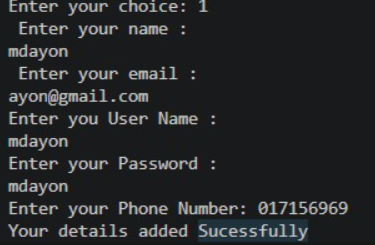 Enter your choice: 1
Enter your name :
mdayon
Enter your email :
ayon@gmail.com
Enter you User Name :
mdayon
Enter your Password :
mdayon
Enter your Phone Number: 017156969
Your details added Sucessfully